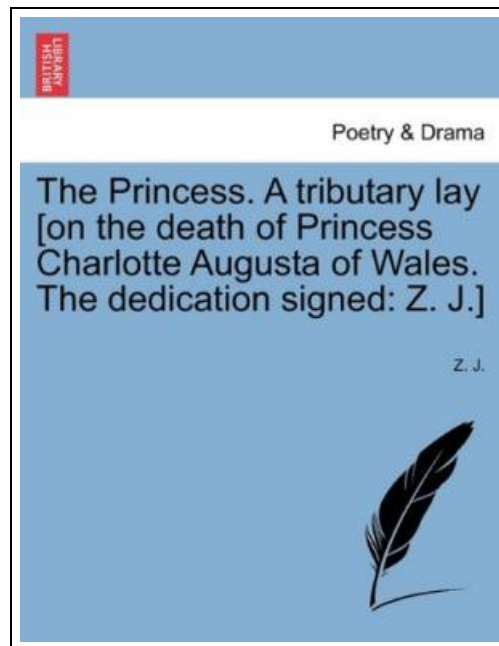 BRITISH
LIBRARY
Poetry & Drama
The Princess. A tributary lay
[on the death of Princess
Charlotte Augusta of Wales.
The dedication signed: Z. J.]
Z. J.